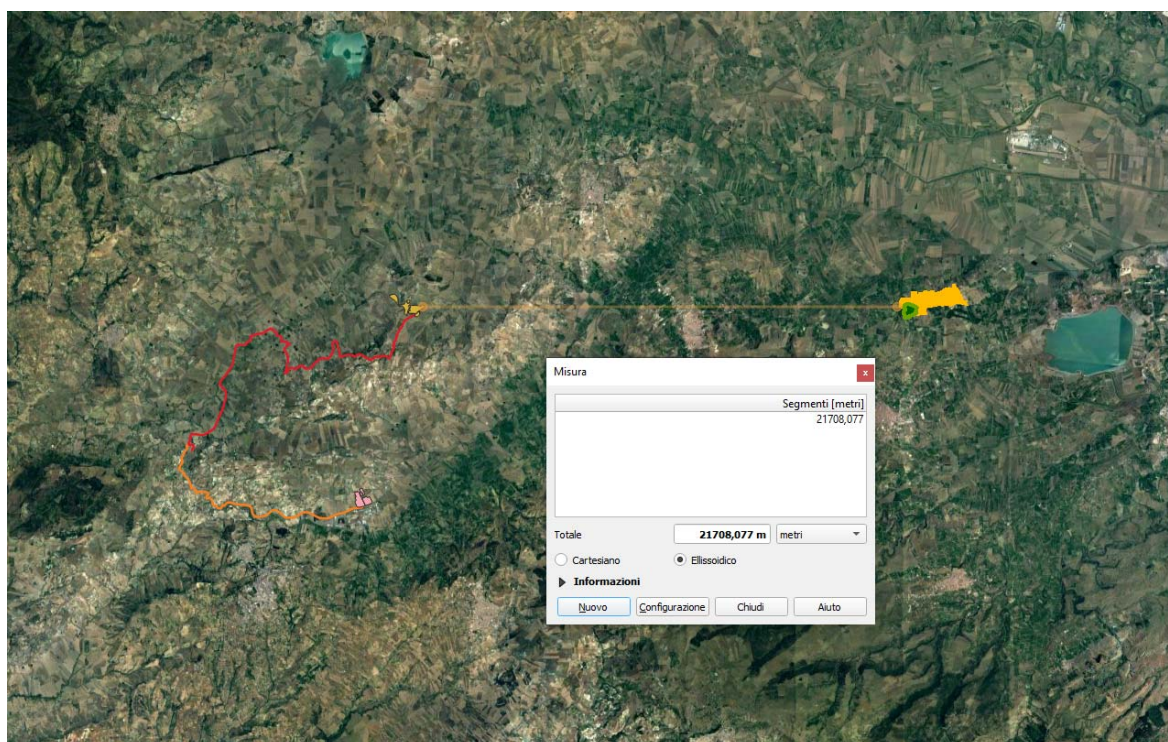 Misura
x
Segmenti [metri]
21708,077
Totale
21708,077 m
metri
Cartesiano
Ellissoidico
Informazioni
Nuovo
Configurazione
Chiudi
Aiuto